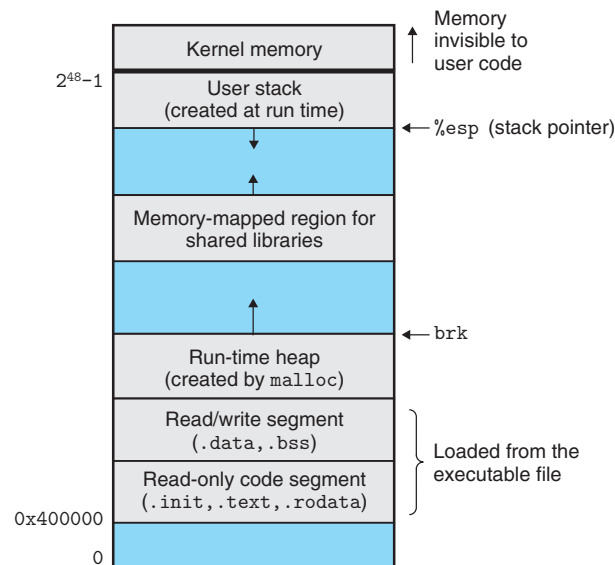 Memory
invisible to
user code
Kernel memory
2⁴⁸–1
User stack
(created at run time)
%esp (stack pointer)
Memory-mapped region for
shared libraries
brk
Run-time heap
(created by malloc)
Read/write segment
(.data,.bss)
Loaded from the
executable file
Read-only code segment
(.init,.text,.rodata)
0x400000
0